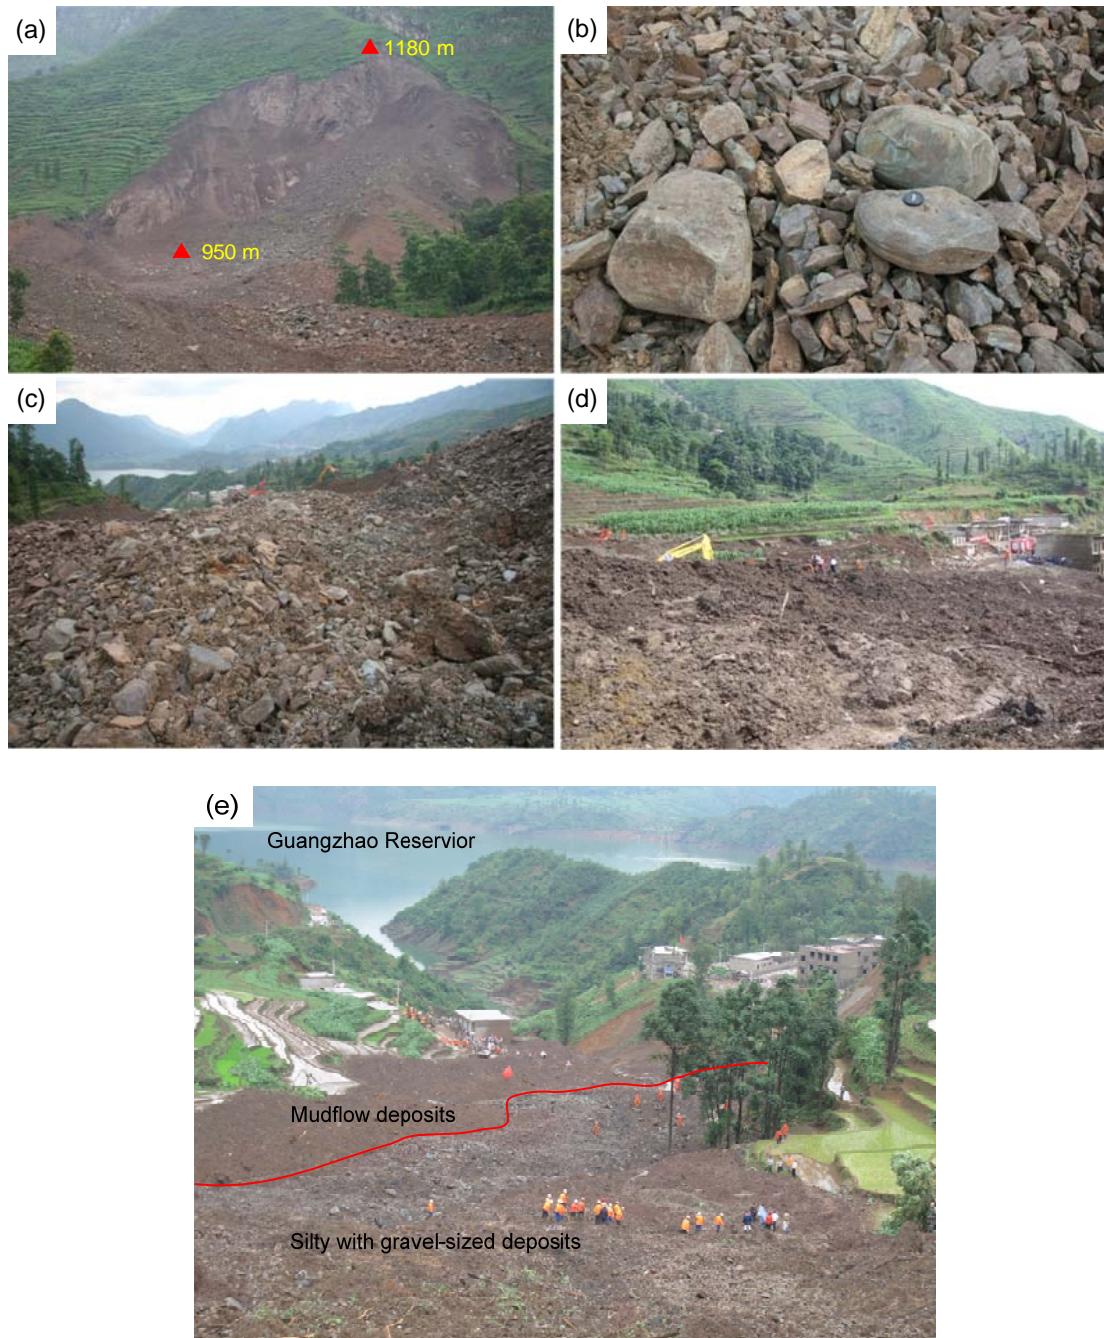 (a)
1180 m
950 m
(b)
(c)
(d)
(e)
Guangzhao Reservior
Mudflow deposits
Silty with gravel-sized deposits